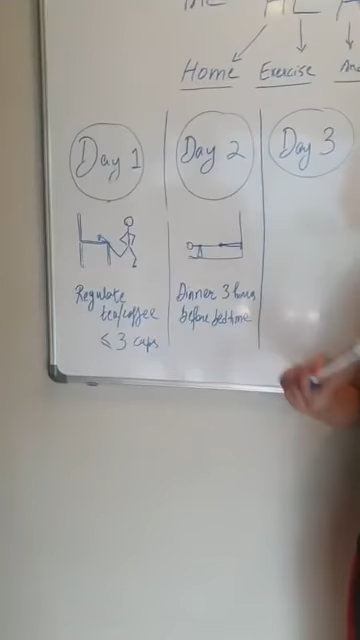 Home Exercise
Day 1 Day 2 Day 3
Regulate
tea/coffee
≤ 3 cups
Dinner 3 hours
before bedtime